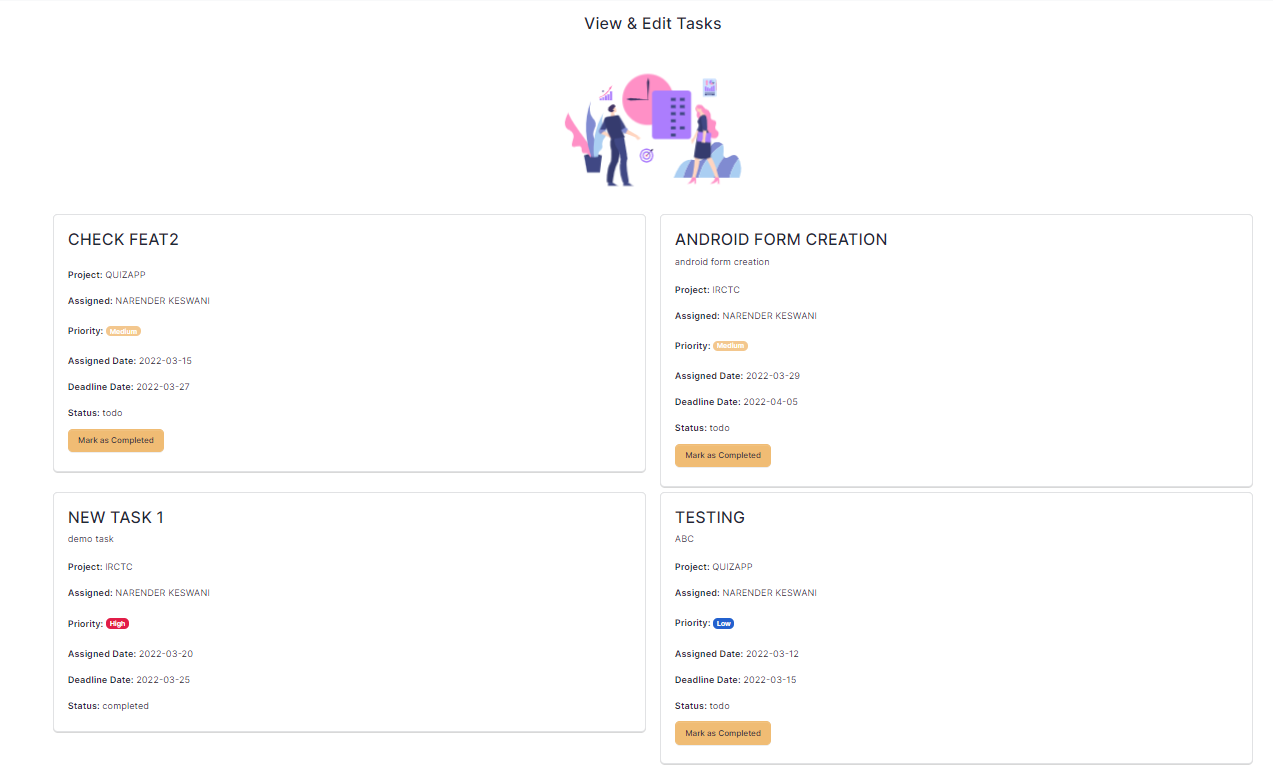 View & Edit Tasks
CHECK FEAT2
Project: QUIZAPP
Assigned: NARENDER KESWANI
Priority: Medium
Assigned Date: 2022-03-15
Deadline Date: 2022-03-27
Status: todo
Mark as Completed
ANDROID FORM CREATION
android form creation
Project: IRCTC
Assigned: NARENDER KESWANI
Priority: Medium
Assigned Date: 2022-03-29
Deadline Date: 2022-04-05
Status: todo
Mark as Completed
NEW TASK 1
demo task
Project: IRCTC
Assigned: NARENDER KESWANI
Priority: High
Assigned Date: 2022-03-20
Deadline Date: 2022-03-25
Status: completed
TESTING
ABC
Project: QUIZAPP
Assigned: NARENDER KESWANI
Priority: Low
Assigned Date: 2022-03-12
Deadline Date: 2022-03-15
Status: todo
Mark as Completed